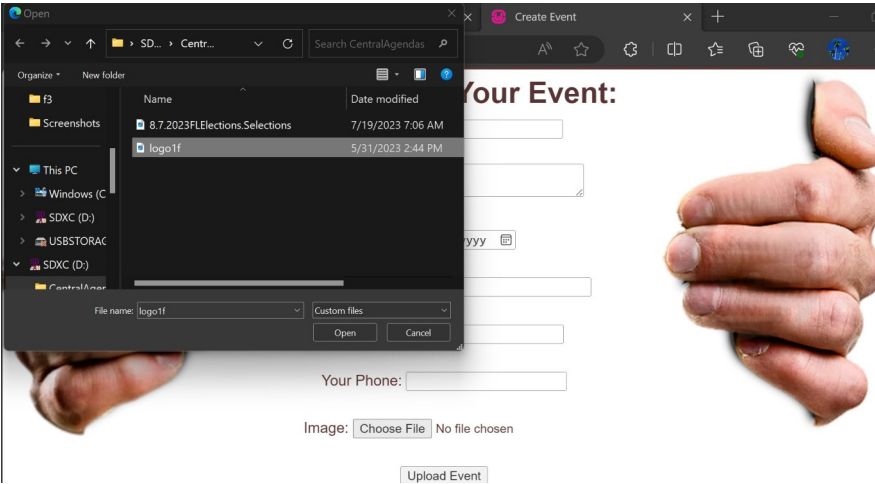 Open
Create Event
SD... › Centr...
Search CentralAgendas
Organize
New folder
f3
Screenshots
This PC
Windows (C
SDXC (D:)
USBSTORAG
SDXC (D:)
CentralAgen
Name
Date modified
8.7.2023FLElections.Selections
7/19/2023 7:06 AM
logo1f
5/31/2023 2:44 PM
File name: logo1f
Custom files
Open
Cancel
Your Event:
yyyy
Your Phone:
Image: Choose File No file chosen
Upload Event